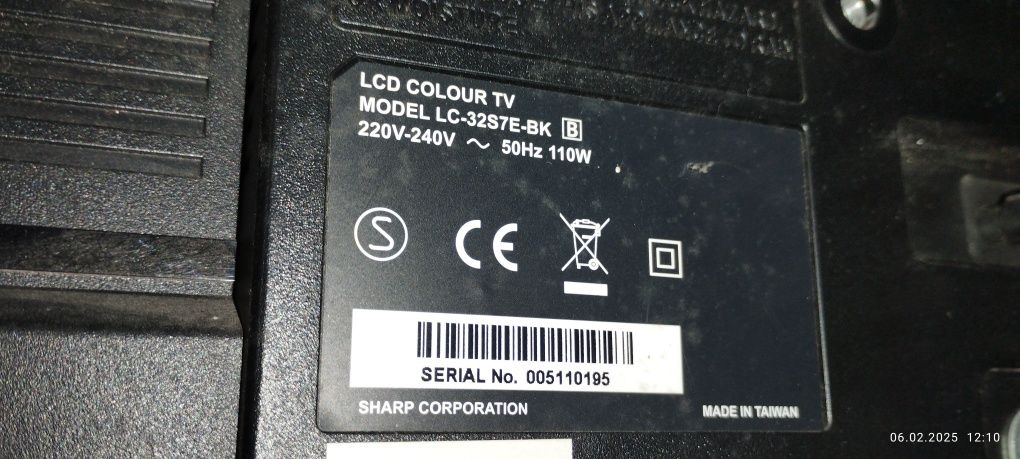 LCD COLOUR TV
MODEL LC-32S7E-BK B
220V-240V ~ 50Hz 110W
S
CE
SERIAL No. 005110195
SHARP CORPORATION
MADE IN TAIWAN
06.02.2025 12:10